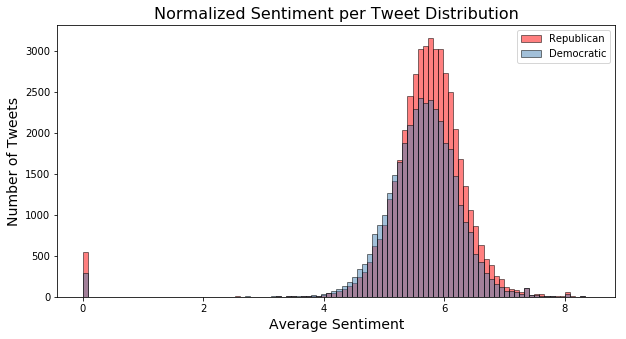 Normalized Sentiment per Tweet Distribution
Republican
Democratic
Number of Tweets
3000
2500
2000
1500
1000
500
0
0 2 4 6 8
Average Sentiment